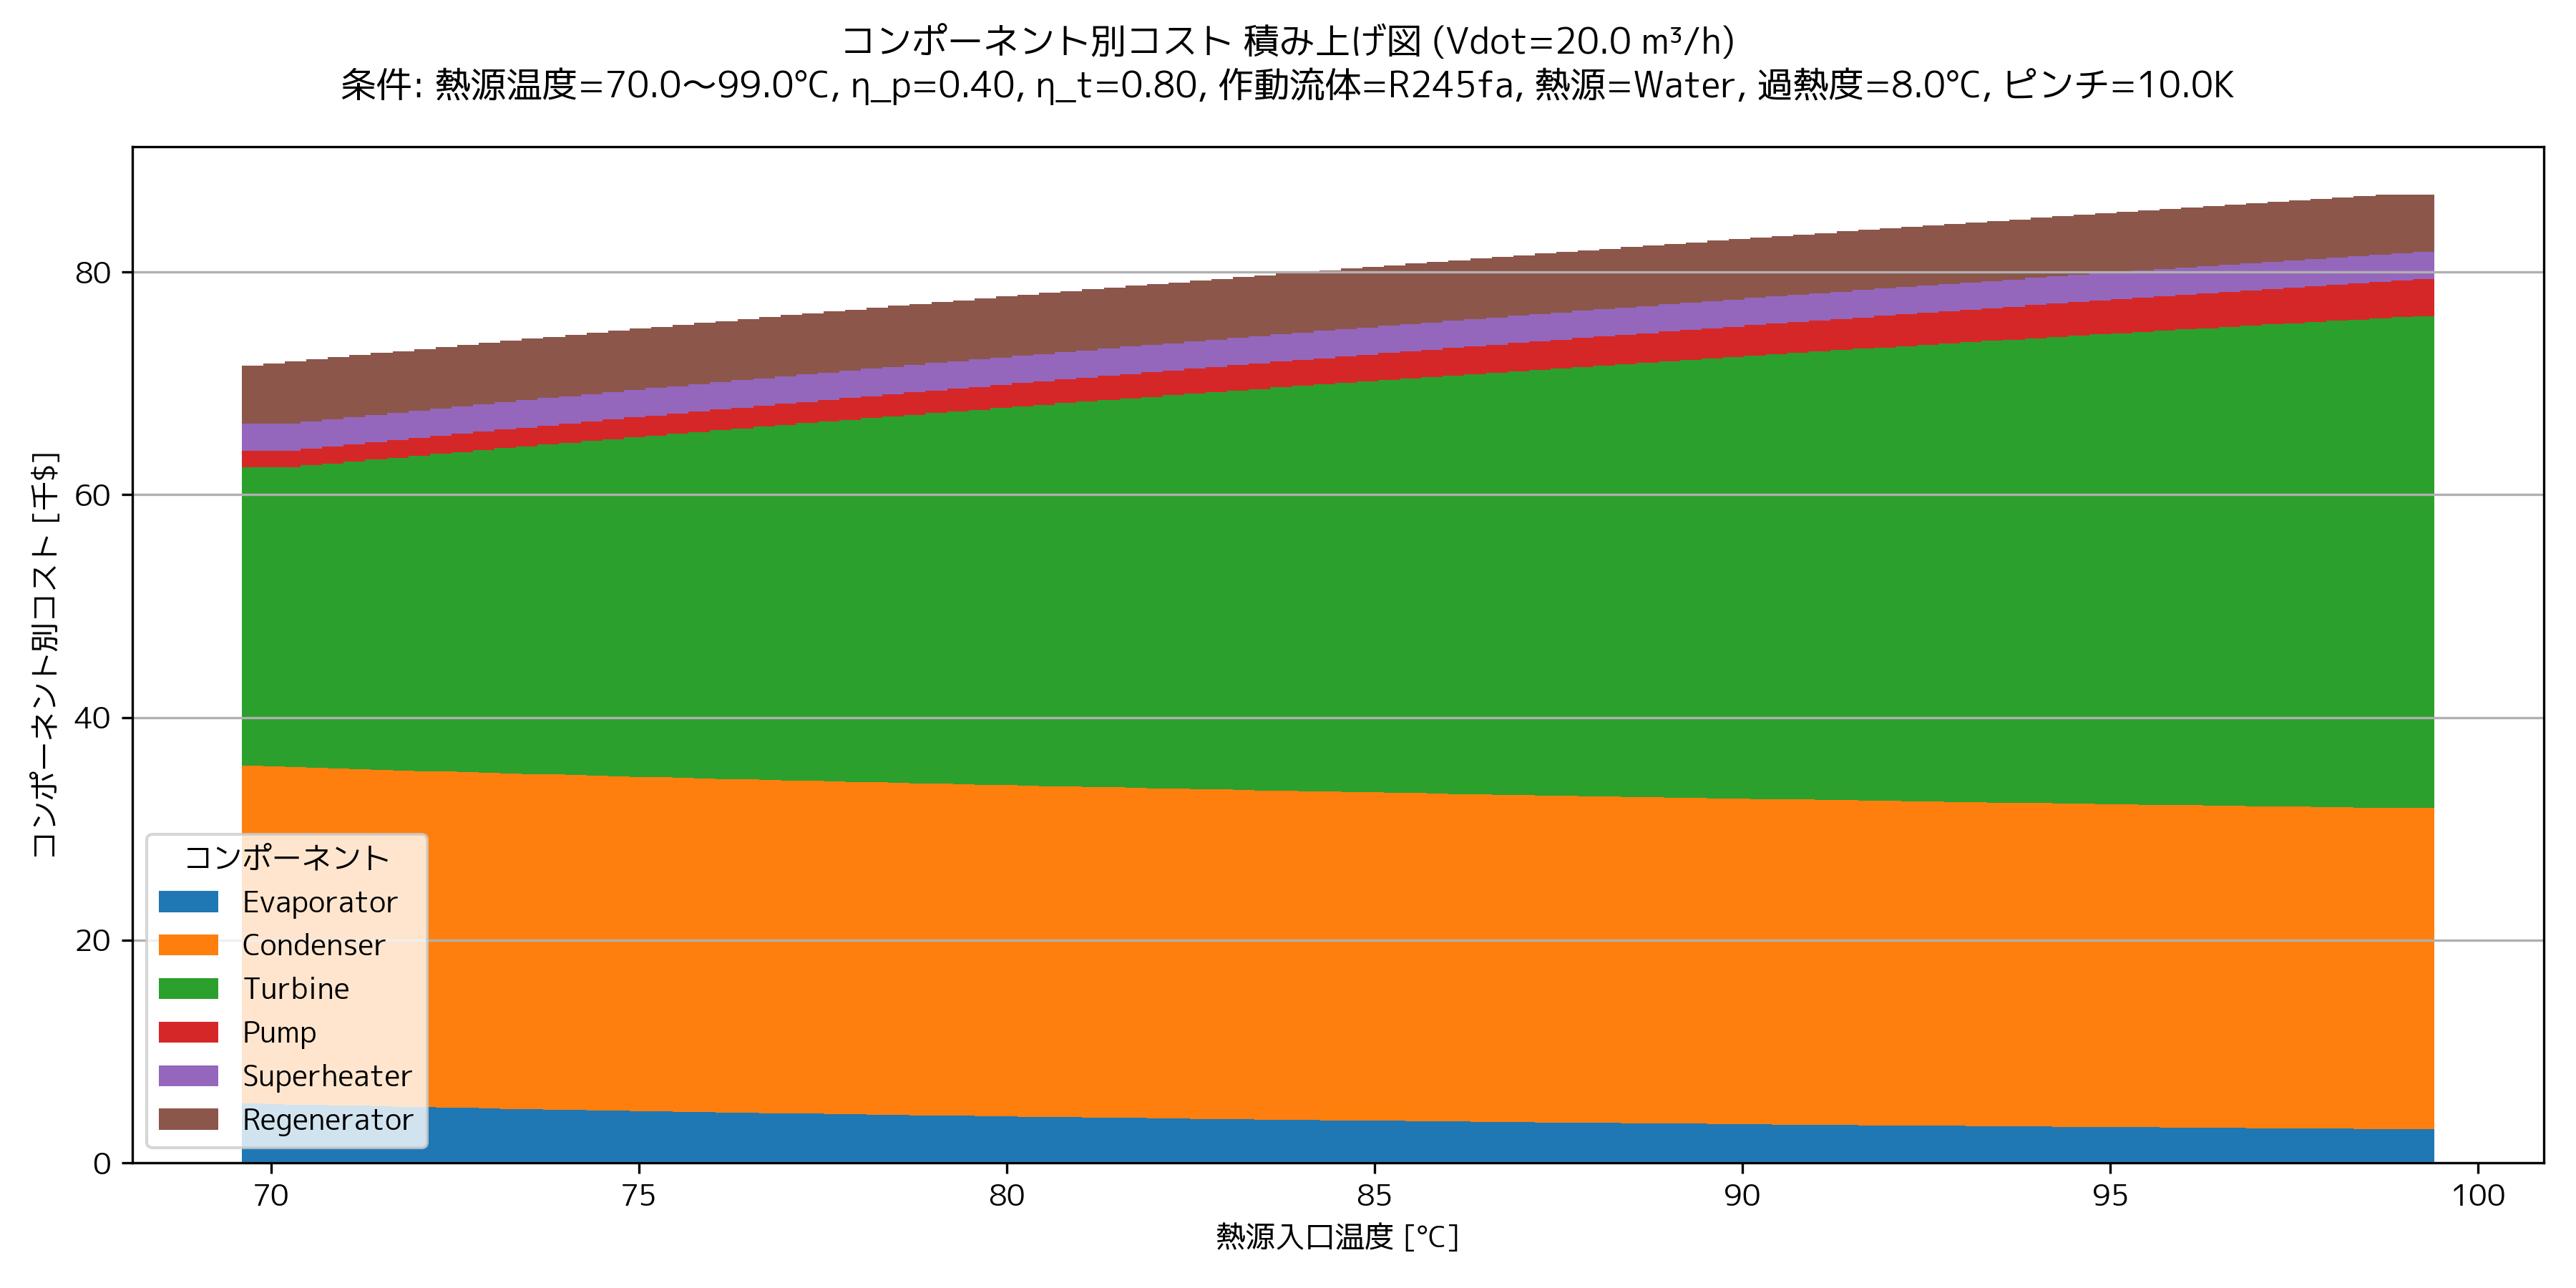 コンポーネント別コスト 積み上げ図 (Vdot=20.0 m³/h)
条件: 熱源温度=70.0～99.0℃, η_p=0.40, η_t=0.80, 作動流体=R245fa, 熱源=Water, 過熱度=8.0℃, ピンチ=10.0K
コンポーネント別コスト [千$]
80
60
40
20
0
コンポーネント
Evaporator
Condenser
Turbine
Pump
Superheater
Regenerator
70
75
80
85
90
95
100
熱源入口温度 [℃]